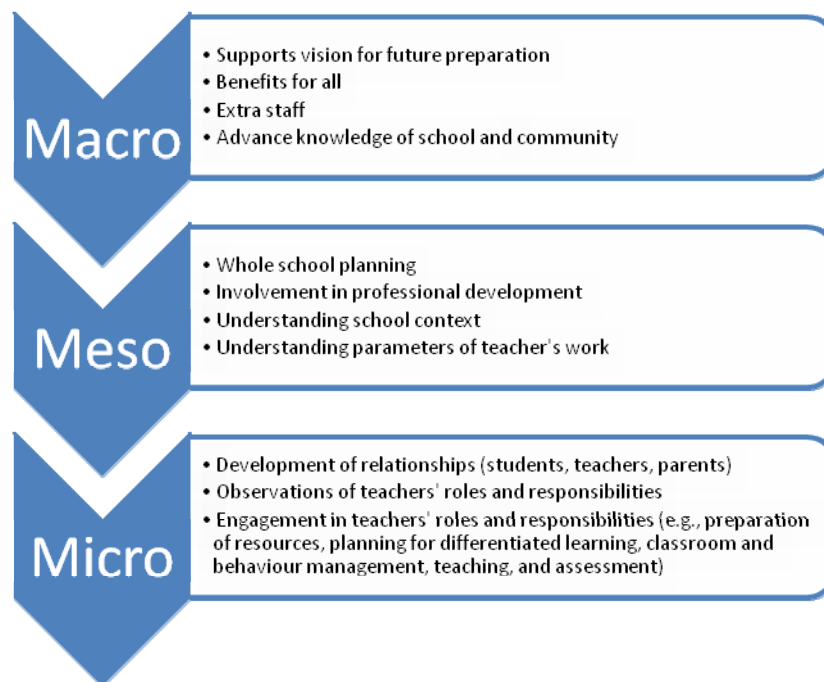 Macro
• Supports vision for future preparation
• Benefits for all
• Extra staff
• Advance knowledge of school and community
Meso
• Whole school planning
• Involvement in professional development
• Understanding school context
• Understanding parameters of teacher's work
Micro
• Development of relationships (students, teachers, parents)
• Observations of teachers' roles and responsibilities
• Engagement in teachers' roles and responsibilities (e.g., preparation
of resources, planning for differentiated learning, classroom and
behaviour management, teaching, and assessment)